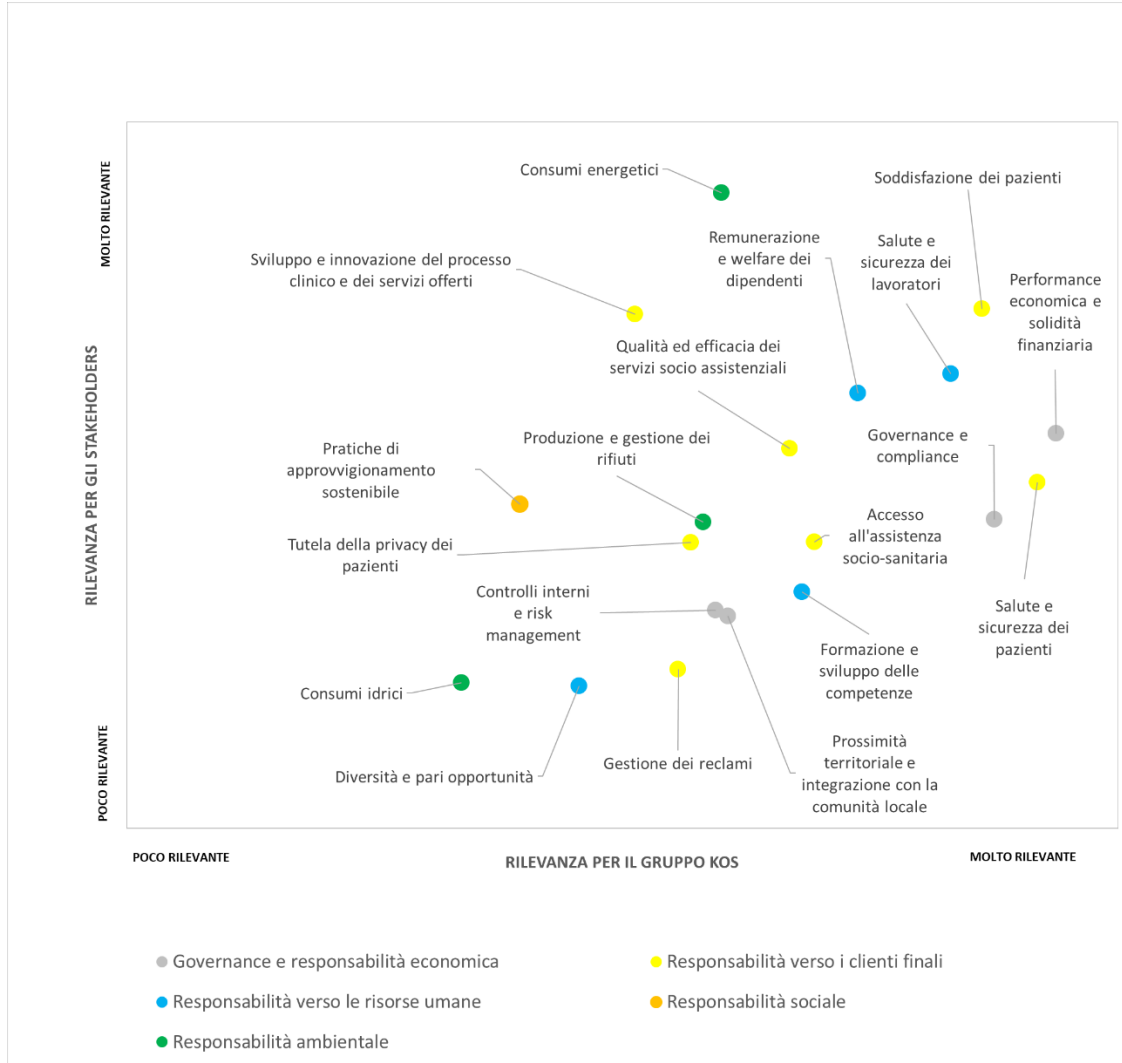 MOLTO RILEVANTE
RILEVANZA PER GLI STAKEHOLDERS
POCO RILEVANTE
Consumi energetici
Soddisfazione dei pazienti
Remunerazione
e welfare dei
dipendenti
Salute e
sicurezza dei
lavoratori
Sviluppo e innovazione del processo
clinico e dei servizi offerti
Performance
economica e
solidità
finanziaria
Qualità ed efficacia dei
servizi socio assistenziali
Produzione e gestione dei
rifiuti
Governance e
compliance
Pratiche di
approvvigionamento
sostenibile
Accesso
all'assistenza
socio-sanitaria
Tutela della privacy dei
pazienti
Controlli interni
e risk
management
Salute e
sicurezza dei
pazienti
Formazione e
sviluppo delle
competenze
Consumi idrici
Diversità e pari opportunità
Gestione dei reclami
Prossimità
territoriale e
integrazione con la
comunità locale
POCO RILEVANTE
RILEVANZA PER IL GRUPPO KOS
MOLTO RILEVANTE
Governance e responsabilità economica
Responsabilità verso i clienti finali
Responsabilità verso le risorse umane
Responsabilità sociale
Responsabilità ambientale